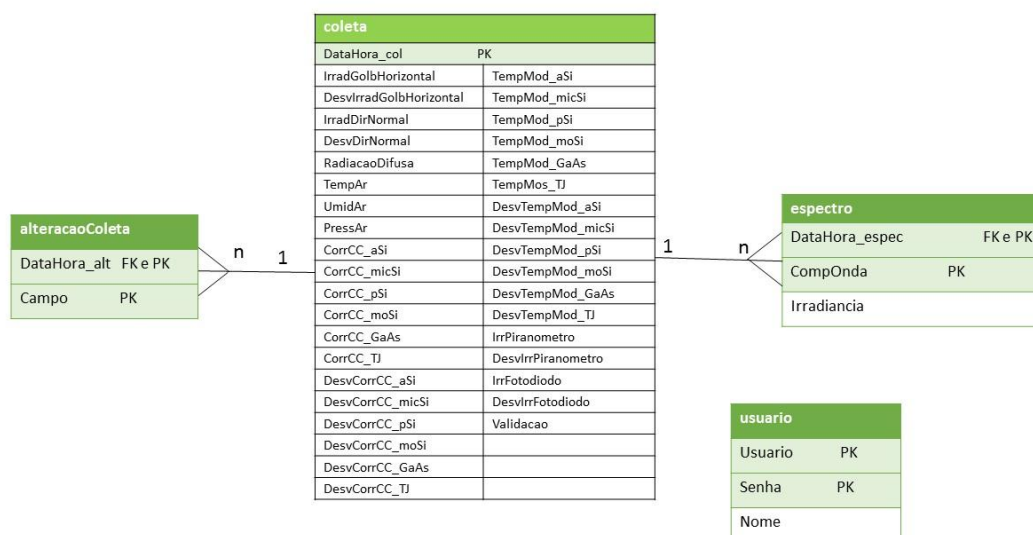 coleta
DataHora_col PK
IrradGolbHorizontal TempMod_aSi
DesvIrradGolbHorizontal TempMod_micSi
IrradDirNormal TempMod_pSi
DesvDirNormal TempMod_moSi
RadiacaoDifusa TempMod_GaAs
TempAr TempMos_TJ
UmidAr DesvTempMod_aSi
PressAr DesvTempMod_micSi
CorrCC_aSi DesvTempMod_pSi
CorrCC_micSi DesvTempMod_moSi
CorrCC_pSi DesvTempMod_GaAs
CorrCC_moSi DesvTempMod_TJ
CorrCC_GaAs IrrPiranometro
CorrCC_TJ DesvIrrPiranometro
DesvCorrCC_aSi IrrFotodiodo
DesvCorrCC_micSi DesvIrrFotodiodo
DesvCorrCC_pSi Validacao
DesvCorrCC_moSi
DesvCorrCC_GaAs
DesvCorrCC_TJ
alteracaoColeta
DataHora_alt FK e PK
Campo PK
n 1
1 n
espectro
DataHora_espec FK e PK
CompOnda PK
Irradiancia
usuario
Usuario PK
Senha PK
Nome